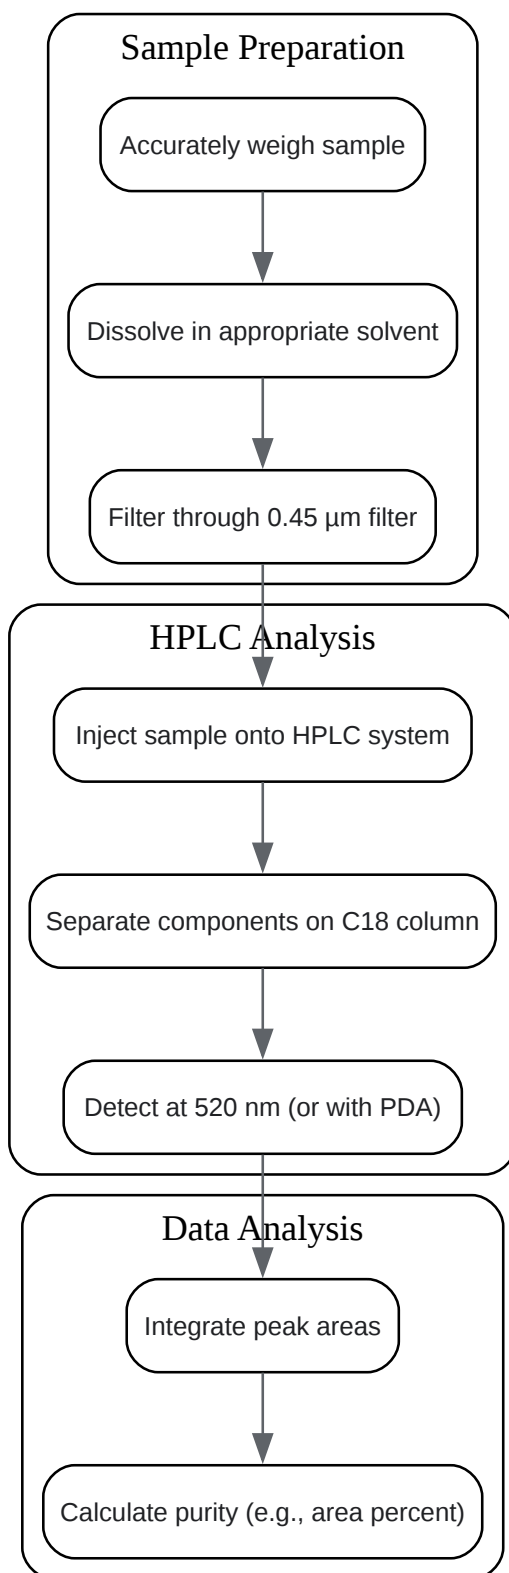 Sample Preparation
Accurately weigh sample
Dissolve in appropriate solvent
Filter through 0.45 µm filter
HPLC Analysis
Inject sample onto HPLC system
Separate components on C18 column
Detect at 520 nm (or with PDA)
Data Analysis
Integrate peak areas
Calculate purity (e.g., area percent)